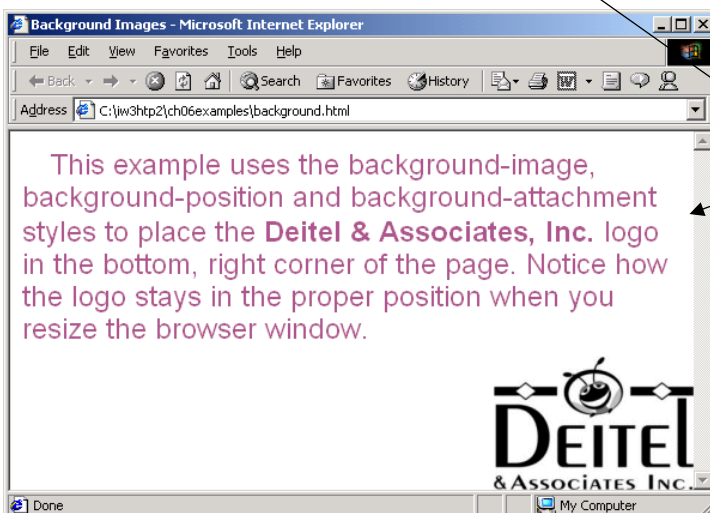 Background Images - Microsoft Internet Explorer
File Edit View Favorites Tools Help
Back Search Favorites History
Address C:\iw3htp2\ch06examples\background.html
This example uses the background-image,
background-position and background-attachment
styles to place the Deitel & Associates, Inc. logo
in the bottom, right corner of the page. Notice how
the logo stays in the proper position when you
resize the browser window.
DEITEL
& ASSOCIATES INC.
Done My Computer